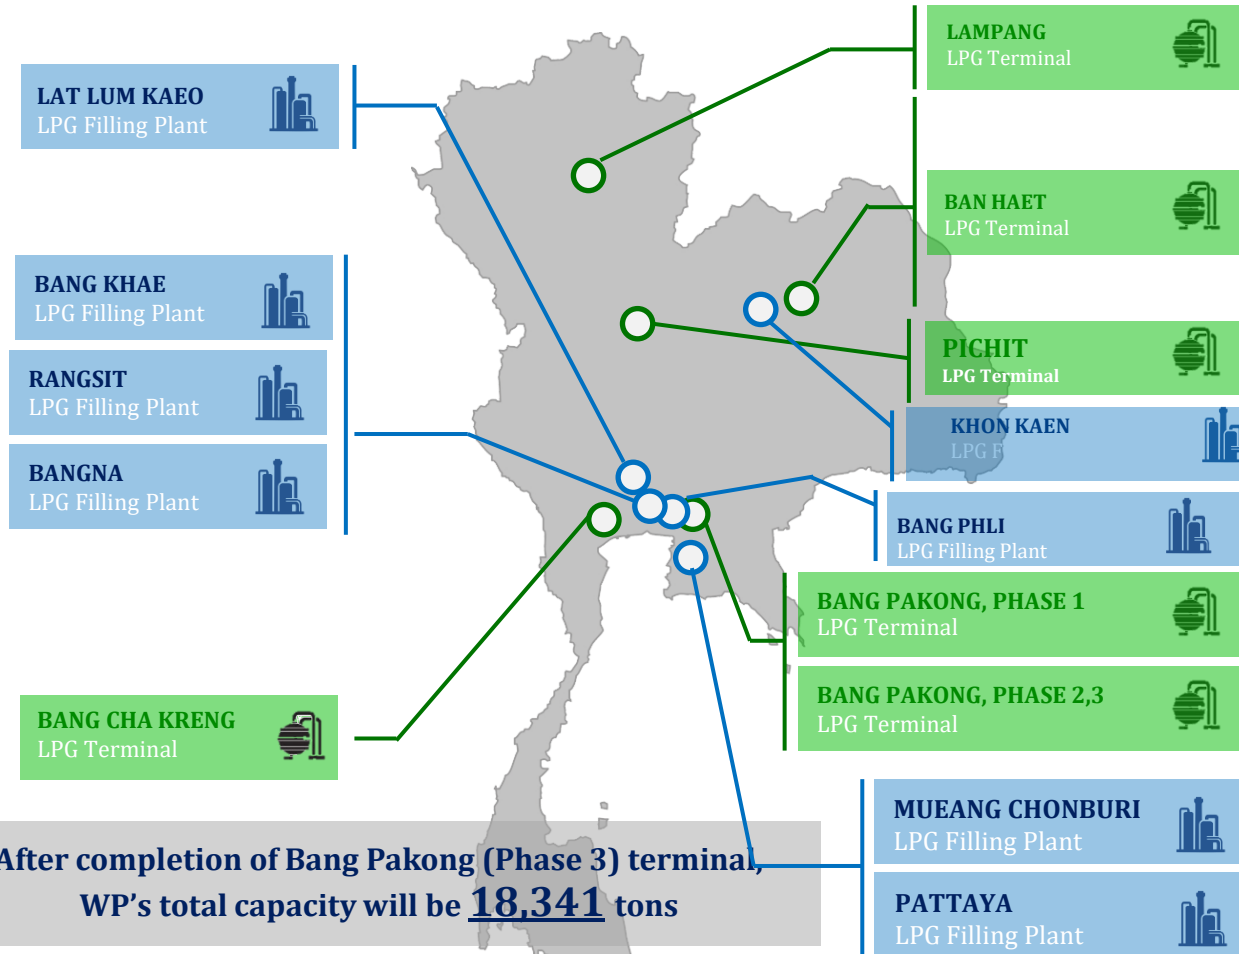 LAMPANG
LPG Terminal
LAT LUM KAEO
LPG Filling Plant
BAN HAET
LPG Terminal
BANG KHAE
LPG Filling Plant
RANGSIT
LPG Filling Plant
BANGNA
LPG Filling Plant
PICHIT
LPG Terminal
KHON KAEN
LPG F
BANG PHLI
LPG Filling Plant
BANG PAKONG, PHASE 1
LPG Terminal
BANG PAKONG, PHASE 2,3
LPG Terminal
BANG CHA KRENG
LPG Terminal
MUEANG CHONBURI
LPG Filling Plant
PATTAYA
LPG Filling Plant
After completion of Bang Pakong (Phase 3) terminal,
WP’s total capacity will be 18,341 tons